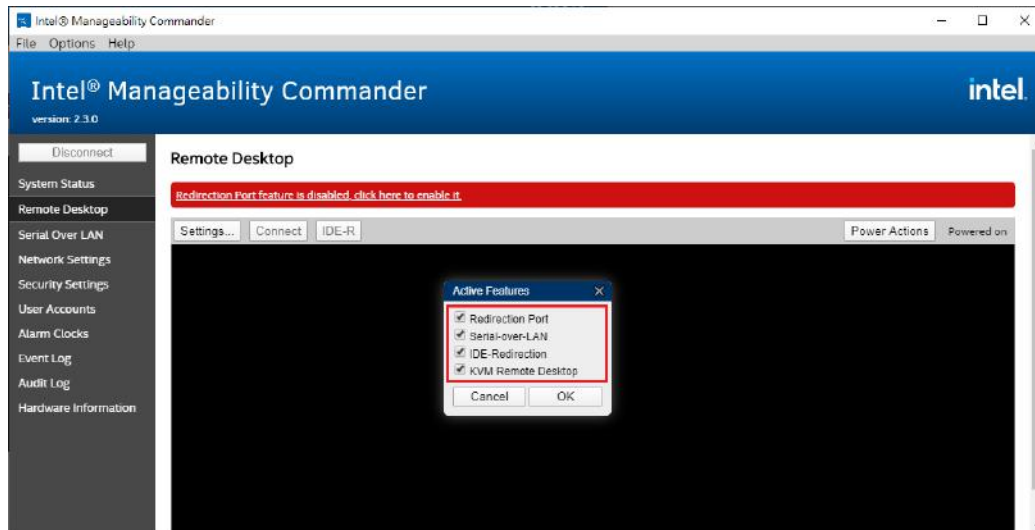 Intel® Manageability Commander
File Options Help
Intel® Manageability Commander
intel.
version: 2.3.0
Disconnect
System Status
Remote Desktop
Serial Over LAN
Network Settings
Security Settings
User Accounts
Alarm Clocks
Event Log
Audit Log
Hardware Information
Remote Desktop
Redirection Port feature is disabled, click here to enable it.
Settings... Connect IDE-R Power Actions Powered on
Active Features
Redirection Port
Serial-over-LAN
IDE-Redirection
KVM Remote Desktop
Cancel OK